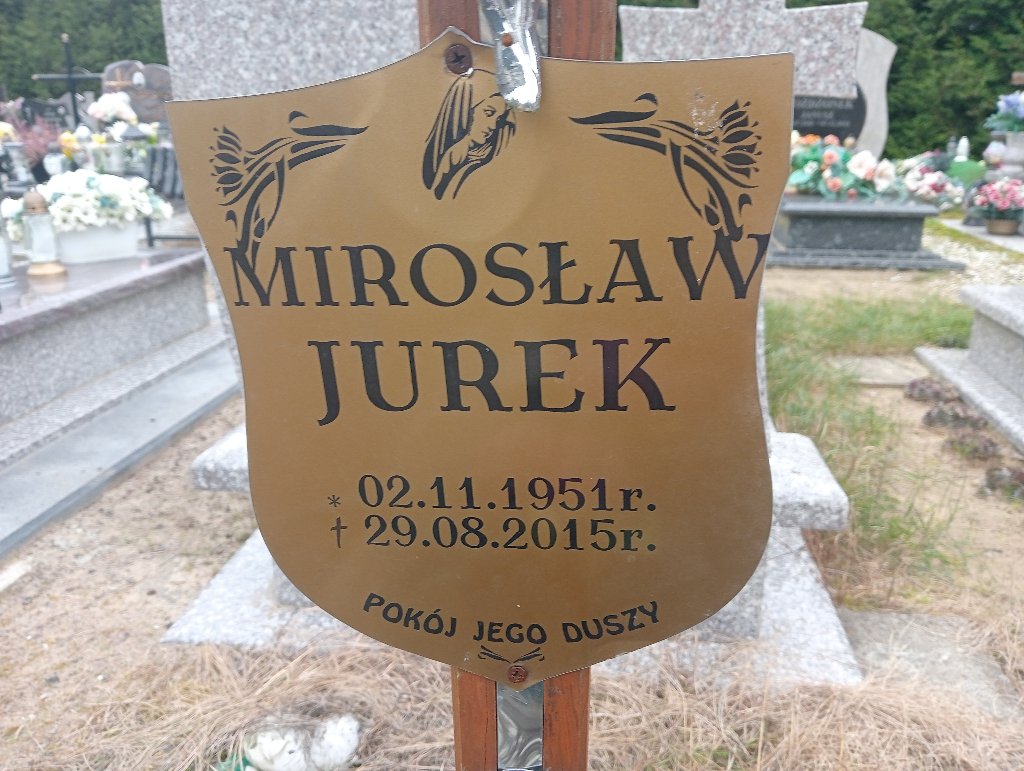 MIROSŁAW
JUREK
* 02.11.1951r.
† 29.08.2015r.
POKÓJ JEGO DUSZY